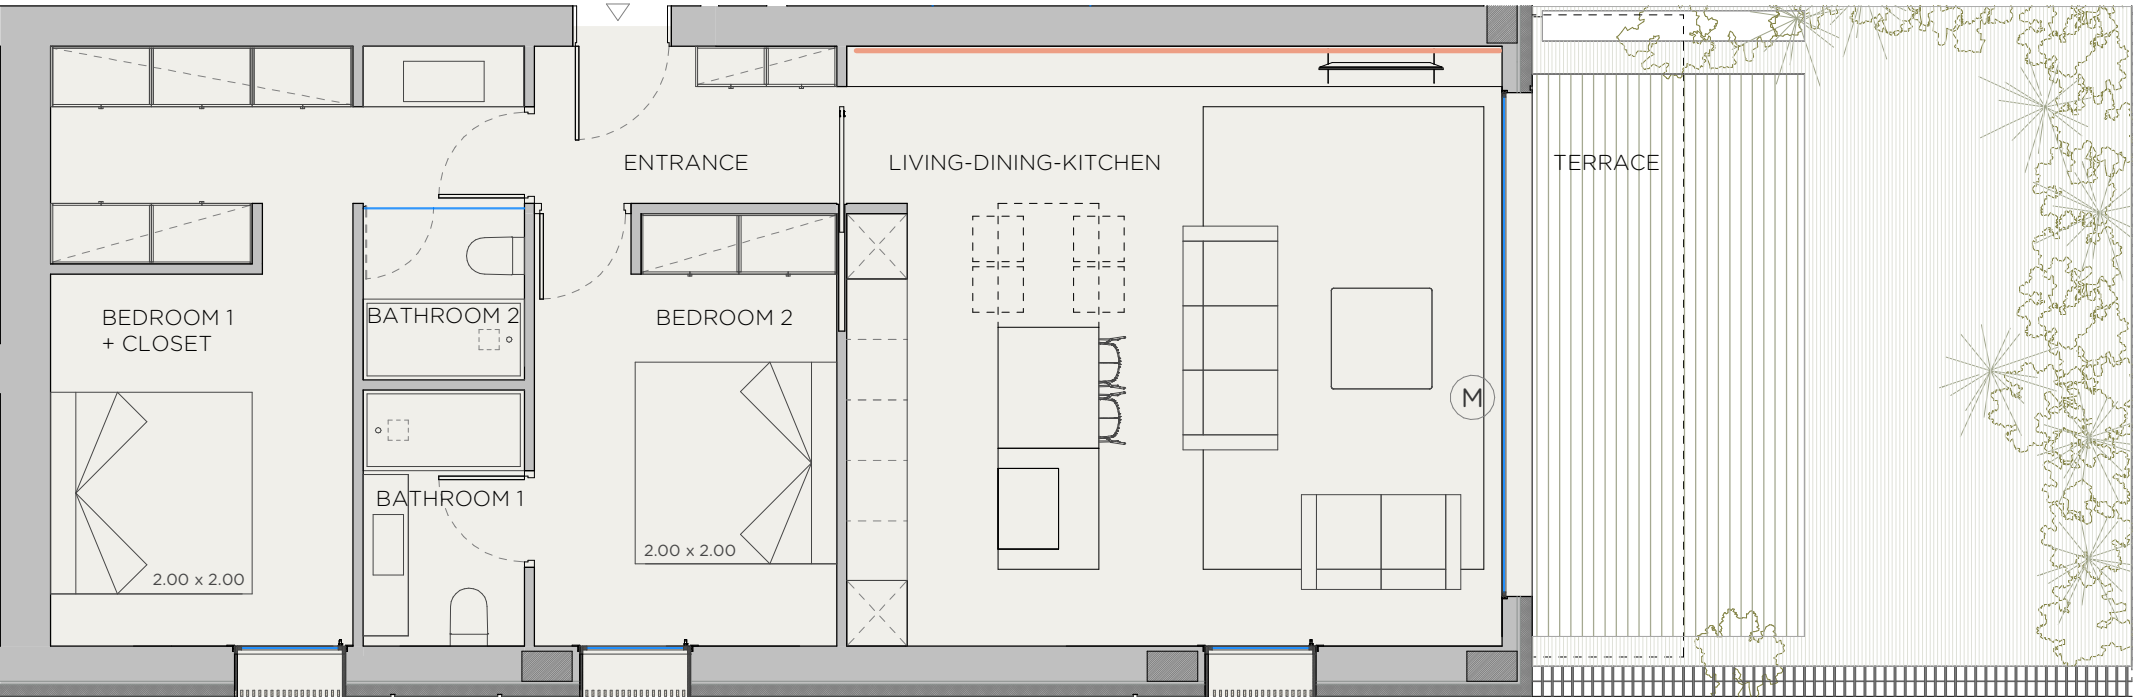 ENTRANCE
LIVING-DINING-KITCHEN
TERRACE
BEDROOM 1
+ CLOSET
BATHROOM 2
BEDROOM 2
M
BATHROOM 1
2.00 x 2.00
2.00 x 2.00